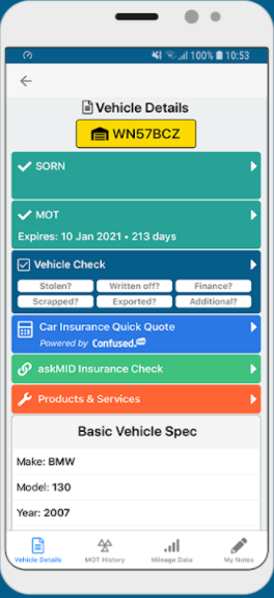 100% 10:53
Vehicle Details
WN57BCZ
SORN
MOT
Expires: 10 Jan 2021 • 213 days
Vehicle Check
Stolen? Written off? Finance?
Scrapped? Exported? Additional?
Car Insurance Quick Quote
Powered by Confused.com
askMID Insurance Check
Products & Services
Basic Vehicle Spec
Make: BMW
Model: 130
Year: 2007
Vehicle Details MOT History Mileage Data My Notes